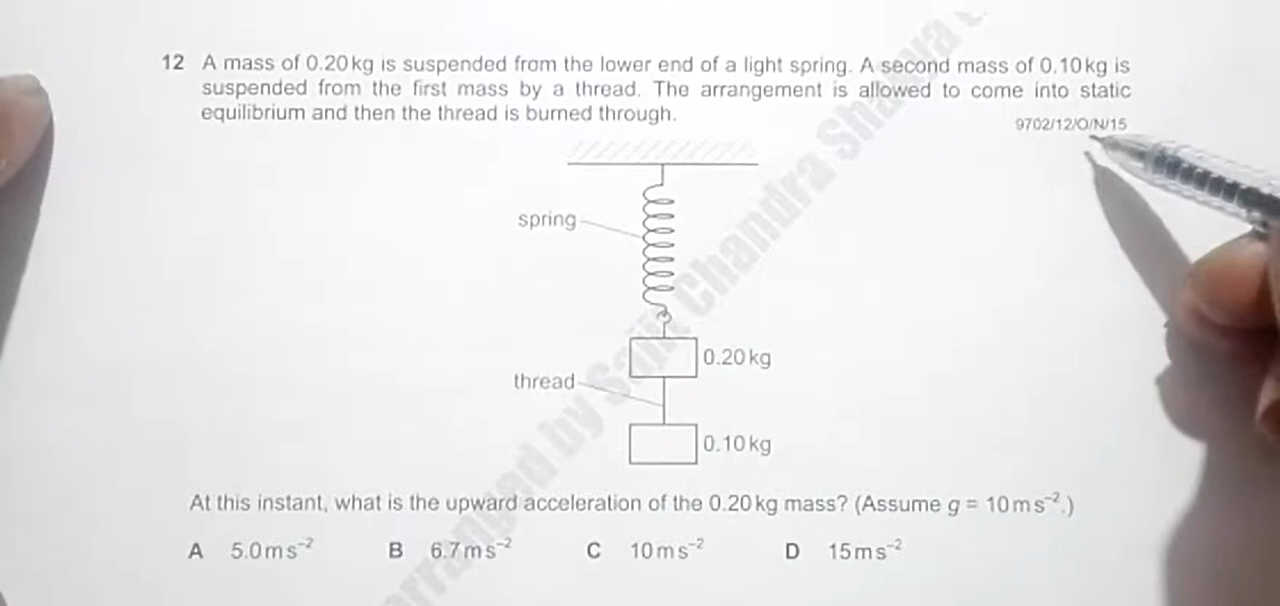 12 A mass of 0.20 kg is suspended from the lower end of a light spring. A second mass of 0.10 kg is
suspended from the first mass by a thread. The arrangement is allowed to come into static
equilibrium and then the thread is burned through.
9702/12/O/N/15
spring
0.20 kg
thread
0.10 kg
At this instant, what is the upward acceleration of the 0.20 kg mass? (Assume g = 10 m s⁻².)
A 5.0 m s⁻² B 6.7 m s⁻² C 10 m s⁻² D 15 m s⁻²